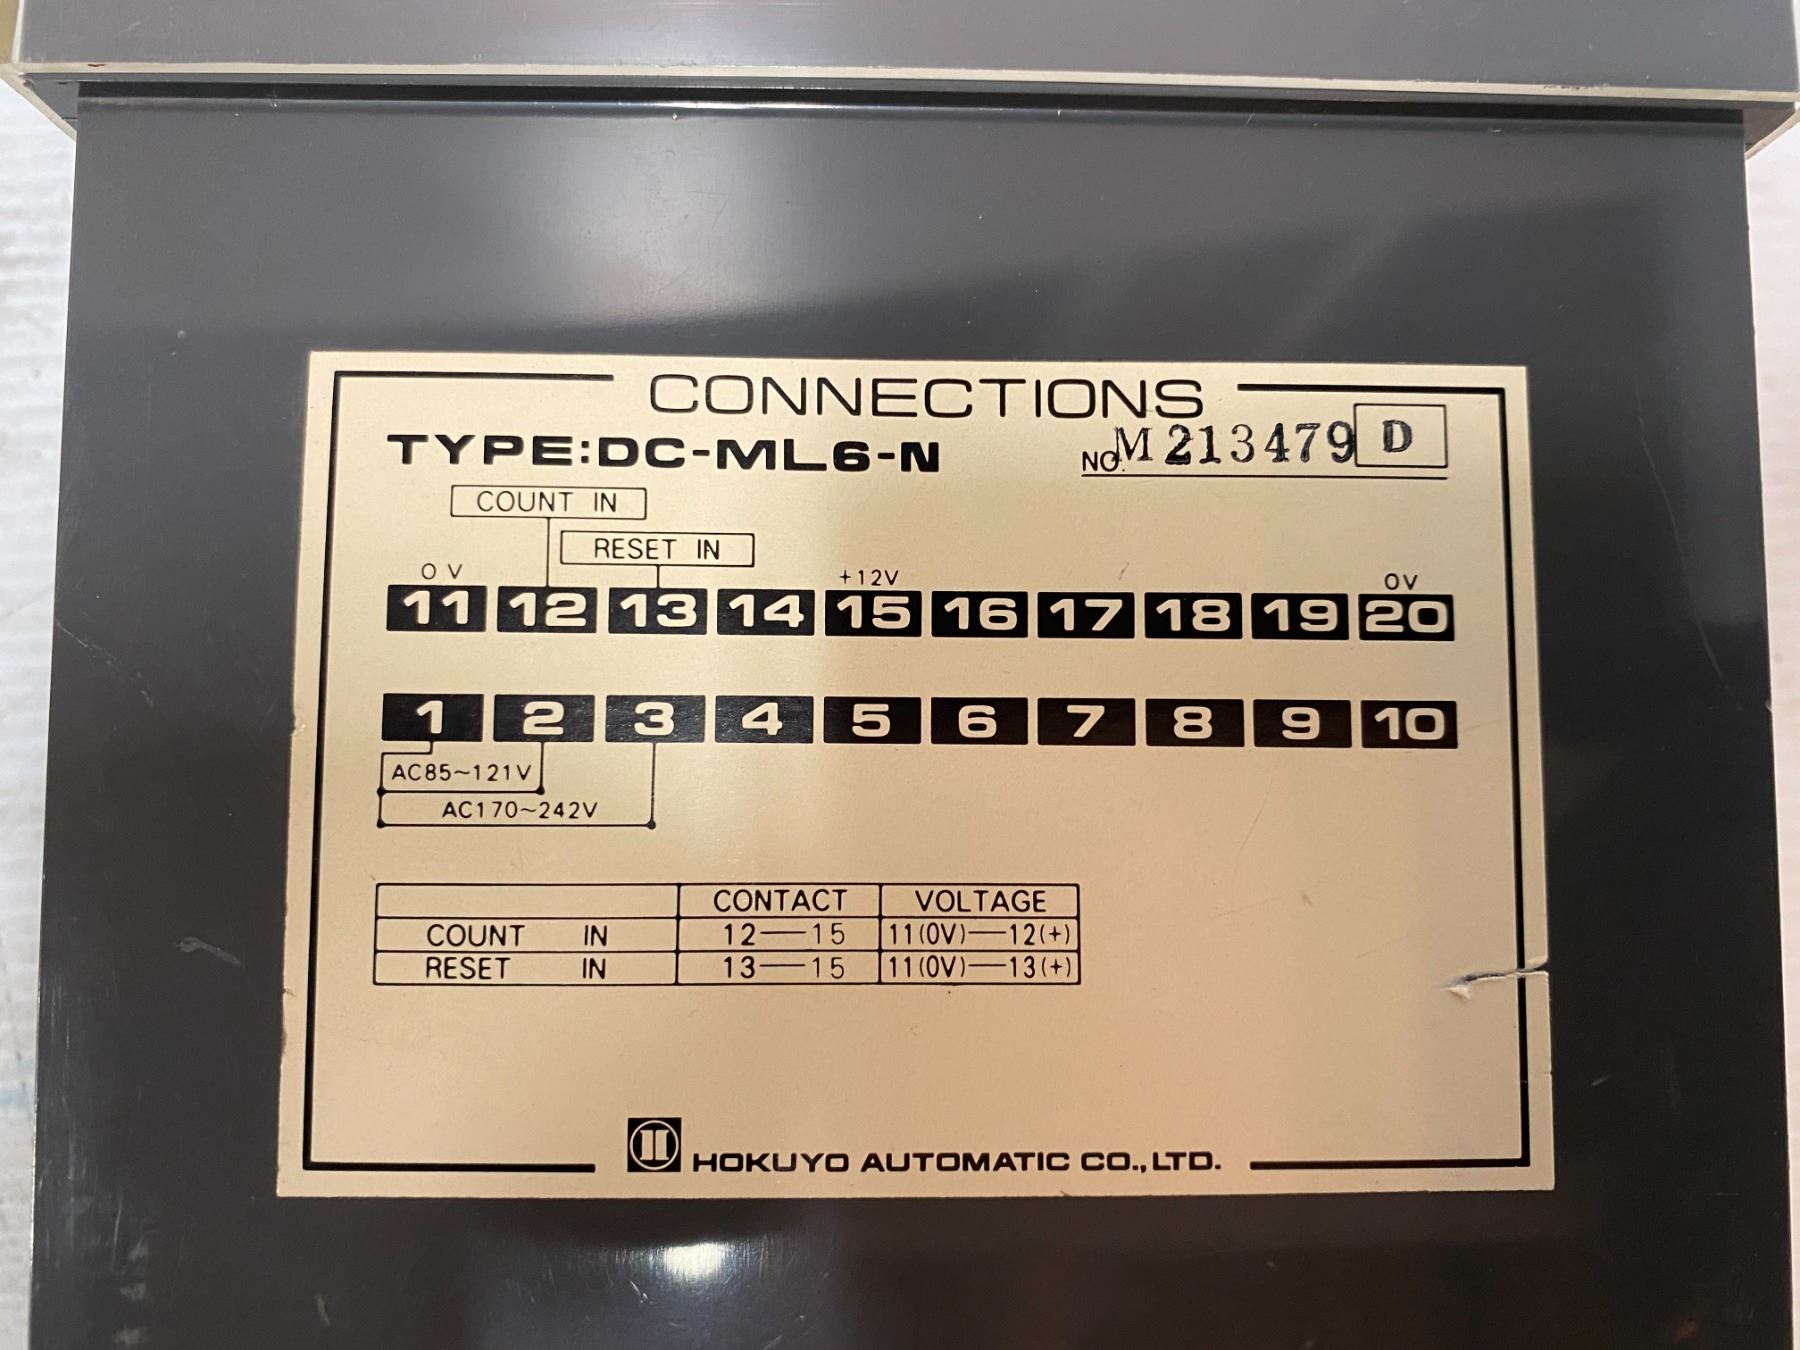 CONNECTIONS
TYPE:DC-ML6-N NO. M 213479 D
COUNT IN
RESET IN
0V +12V 0V
11 12 13 14 15 16 17 18 19 20
1 2 3 4 5 6 7 8 9 10
AC85~121V
AC170~242V
CONTACT VOLTAGE
COUNT IN 12—15 11(0V)—12(+)
RESET IN 13—15 11(0V)—13(+)
HOKUYO AUTOMATIC CO.,LTD.